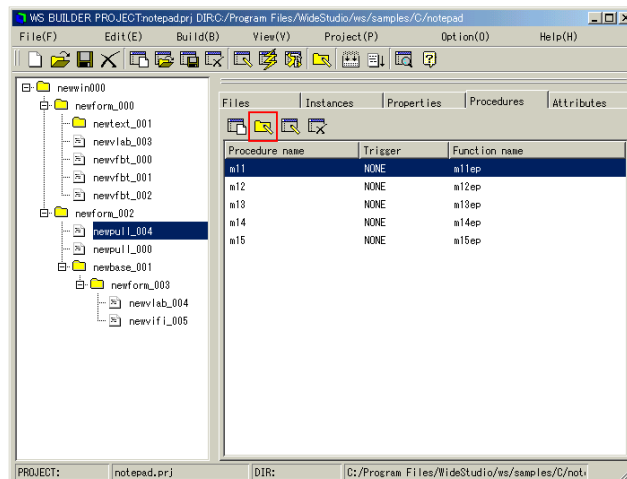 WS BUILDER PROJECT:notepad.prj DIR:C:/Program Files/WideStudio/ws/samples/C/notepad
File(F) Edit(E) Build(B) View(V) Project(P) Option(O) Help(H)
newwin000
newform_000
newtext_001
newvlab_003
newvfbt_000
newvfbt_001
newvfbt_002
newform_002
newpull_004
newpull_000
newbase_001
newform_003
newvlab_004
newvifi_005
Files Instances Properties Procedures Attributes
Procedure name Trigger Function name
m11 NONE m11ep
m12 NONE m12ep
m13 NONE m13ep
m14 NONE m14ep
m15 NONE m15ep
PROJECT: notepad.prj DIR: C:/Program Files/WideStudio/ws/samples/C/not